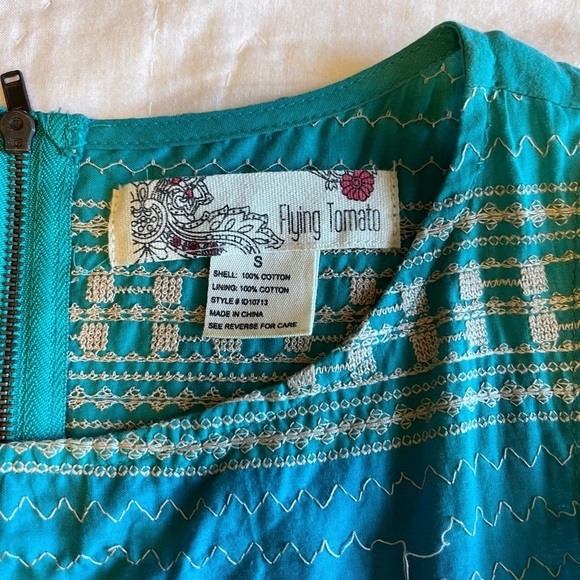 Flying Tomato
S
SHELL: 100% COTTON
LINING: 100% COTTON
STYLE # ID10713
MADE IN CHINA
SEE REVERSE FOR CARE